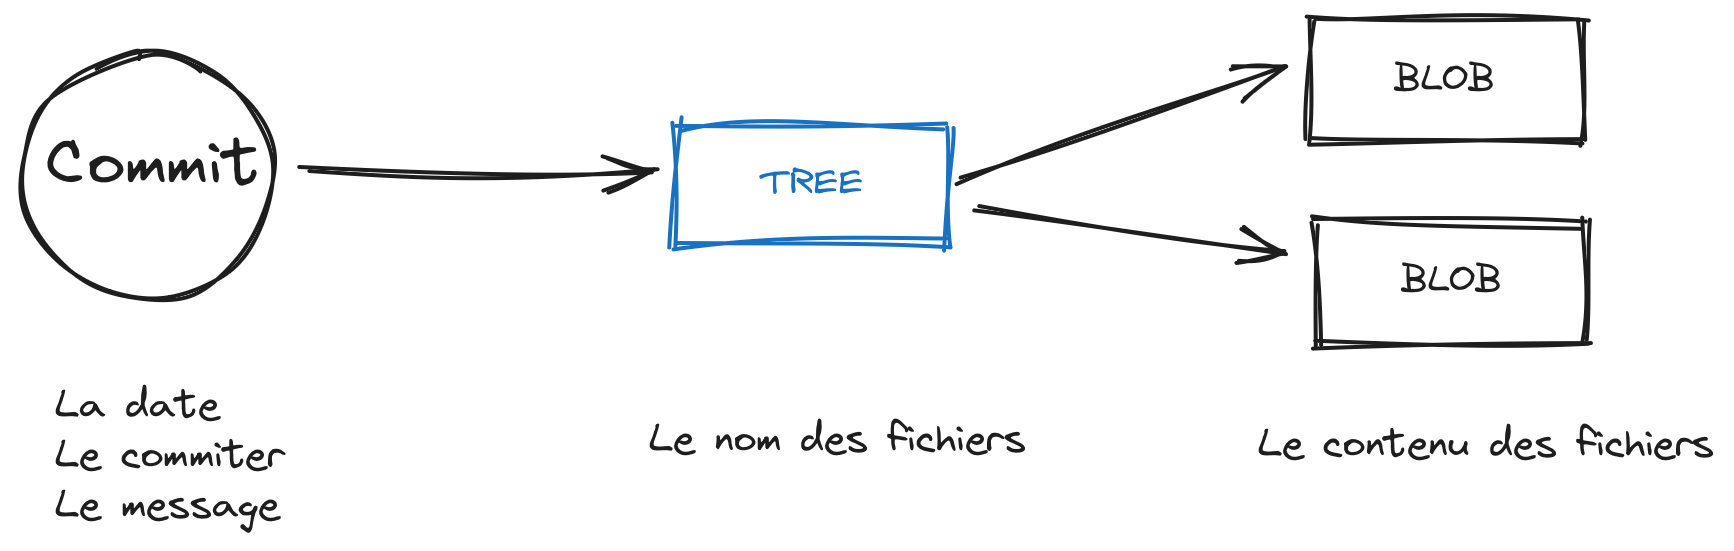 Commit
TREE
BLOB
BLOB
La date
Le commiter
Le message
Le nom des fichiers
Le contenu des fichiers